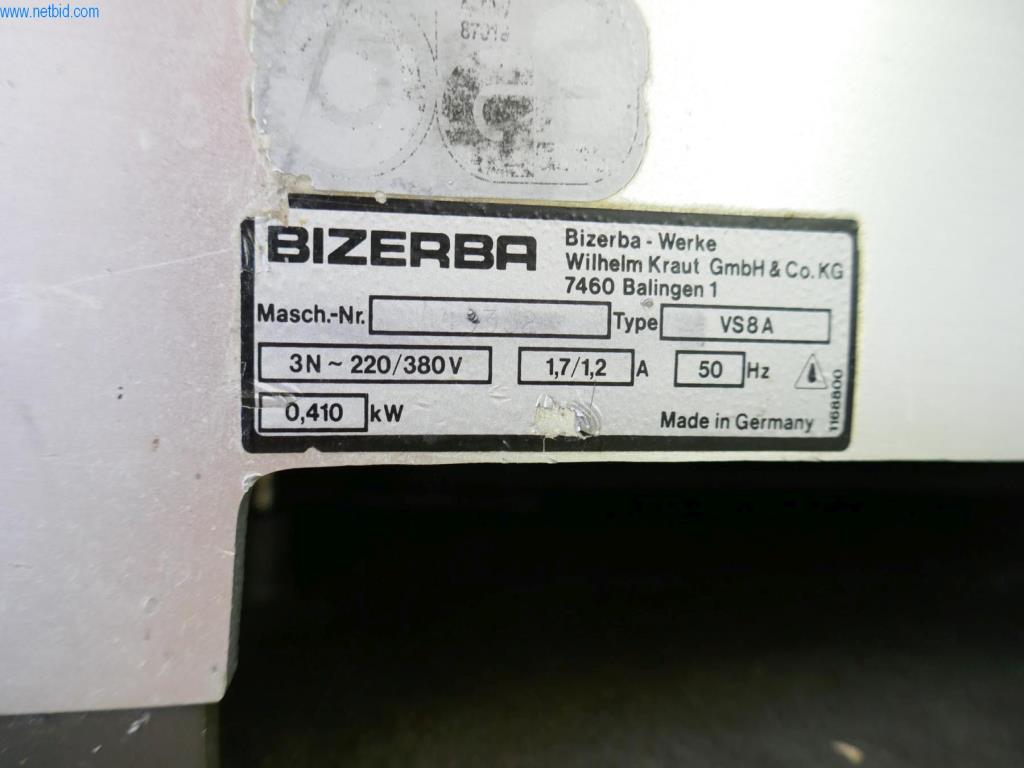 www.netbid.com
BIZERBA
Bizerba - Werke
Wilhelm Kraut GmbH & Co. KG
7460 Balingen 1
Masch.-Nr.
Type VS8A
3N ~ 220/380 V
1,7/1,2 A
50 Hz
0,410 kW
Made in Germany
1168800